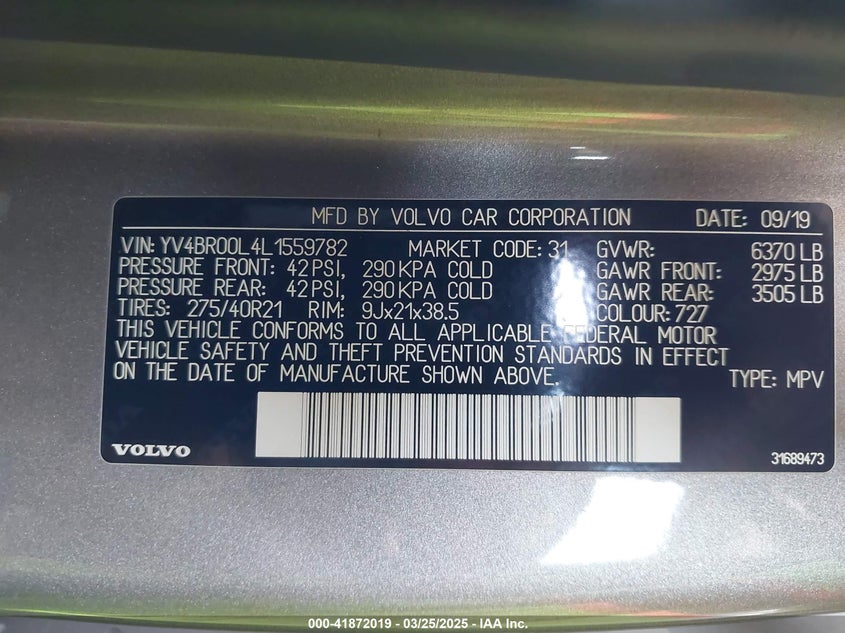 MFD BY VOLVO CAR CORPORATION DATE: 09/19
VIN: YV4BR00L4L1559782 MARKET CODE: 31 GVWR: 6370 LB
PRESSURE FRONT: 42 PSI, 290 KPA COLD GAWR FRONT: 2975 LB
PRESSURE REAR: 42 PSI, 290 KPA COLD GAWR REAR: 3505 LB
TIRES: 275/40R21 RIM: 9Jx21x38.5 COLOUR: 727
THIS VEHICLE CONFORMS TO ALL APPLICABLE FEDERAL MOTOR
VEHICLE SAFETY AND THEFT PREVENTION STANDARDS IN EFFECT
ON THE DATE OF MANUFACTURE SHOWN ABOVE. TYPE: MPV
VOLVO 31689473
000-41872019 - 03/25/2025 - IAA Inc.